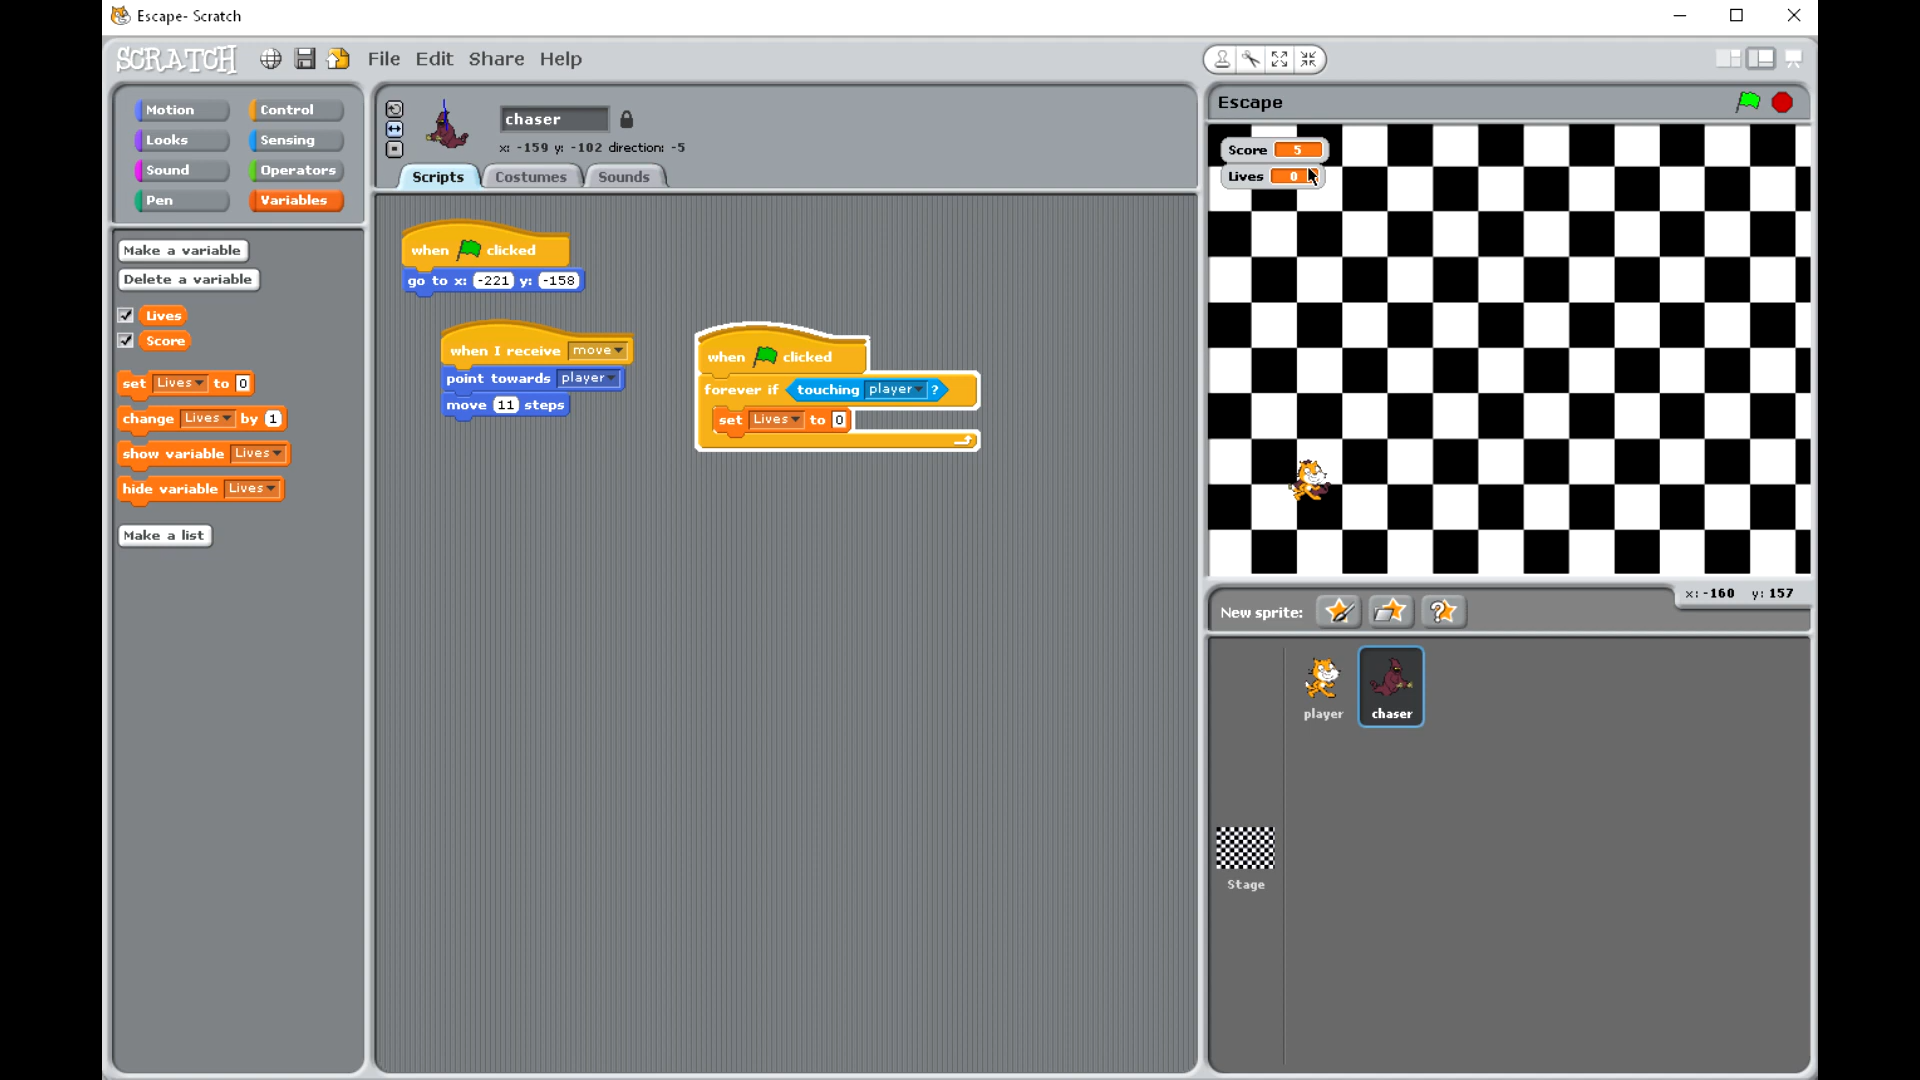 Escape- Scratch
SCRATCH File Edit Share Help
Motion Control
Looks Sensing
Sound Operators
Pen Variables
Make a variable
Delete a variable
Lives
Score
set Lives to 0
change Lives by 1
show variable Lives
hide variable Lives
Make a list
chaser
x: -159 y: -102 direction: -5
Scripts Costumes Sounds
when clicked
go to x: -221 y: -158
when I receive move
point towards player
move 11 steps
when clicked
forever if touching player ?
set Lives to 0
Escape
Score 5
Lives 0
x: -160 y: 157
New sprite:
player
chaser
Stage